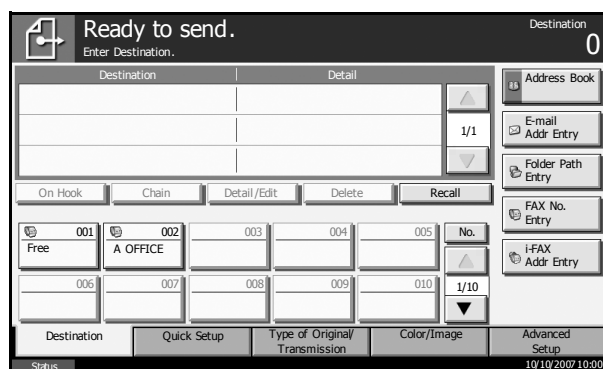 Ready to send.
Destination
Enter Destination.
0
Destination Detail
Address Book
1/1
E-mail
Addr Entry
Folder Path
Entry
On Hook Chain Detail/Edit Delete Recall
FAX No.
Entry
001 002 003 004 005 No.
Free A OFFICE
i-FAX
Addr Entry
006 007 008 009 010 1/10
Destination Quick Setup Type of Original/
Transmission Color/Image Advanced
Setup
Status 10/10/2007 10:00